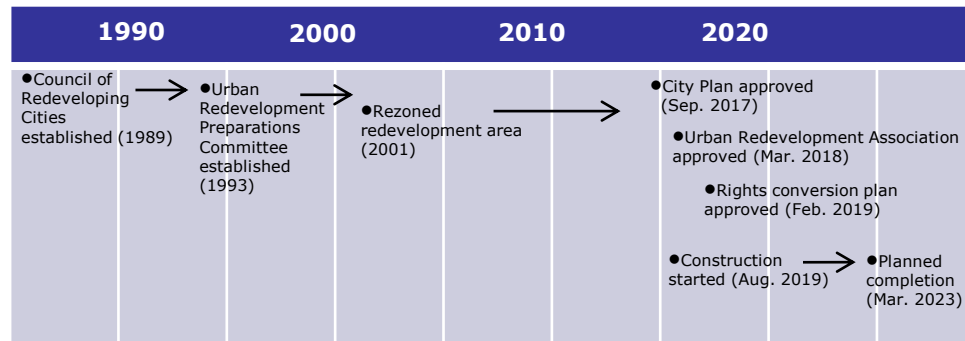 1990 2000 2010 2020
●Council of
Redeveloping
Cities
established (1989)
●Urban
Redevelopment
Preparations
Committee
established
(1993)
●Rezoned
redevelopment area
(2001)
●City Plan approved
(Sep. 2017)
●Urban Redevelopment Association
approved (Mar. 2018)
●Rights conversion plan
approved (Feb. 2019)
●Construction
started (Aug. 2019)
●Planned
completion
(Mar. 2023)